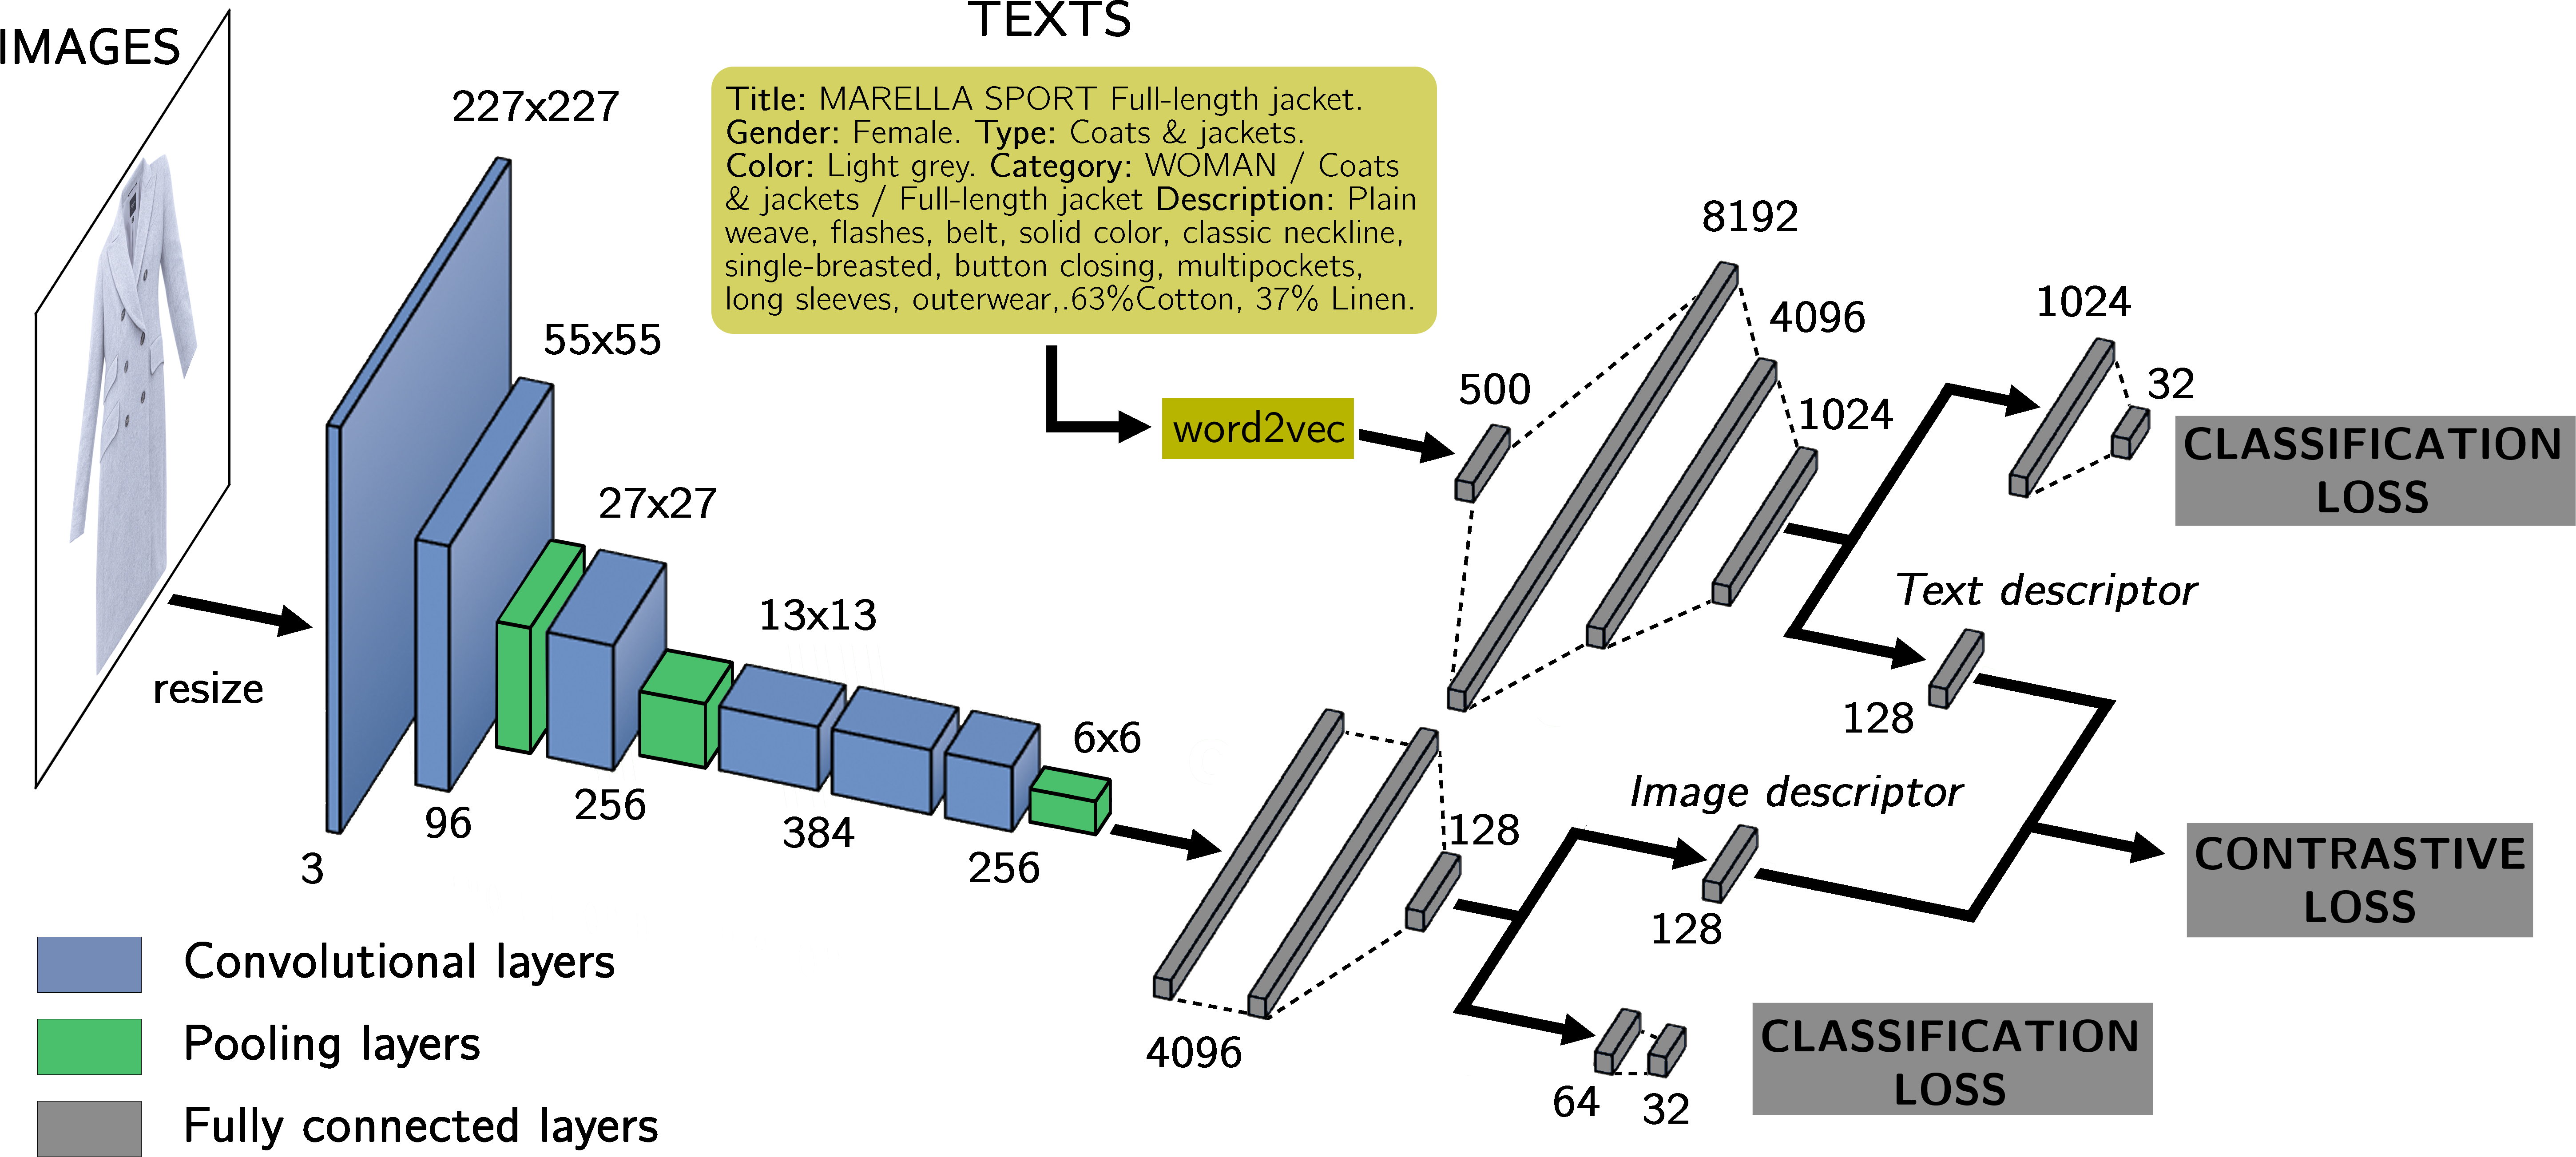 IMAGES
TEXTS
Title: MARELLA SPORT Full-length jacket.
Gender: Female. Type: Coats & jackets.
Color: Light grey. Category: WOMAN / Coats
& jackets / Full-length jacket Description: Plain
weave, flashes, belt, solid color, classic neckline,
single-breasted, button closing, multipockets,
long sleeves, outerwear,.63%Cotton, 37% Linen.
227x227
55x55
27x27
13x13
6x6
resize
3
96
256
384
256
word2vec
500
8192
4096
1024
1024
32
CLASSIFICATION
LOSS
Text descriptor
128
Image descriptor
128
4096
128
64
32
CONTRASTIVE
LOSS
CLASSIFICATION
LOSS
Convolutional layers
Pooling layers
Fully connected layers